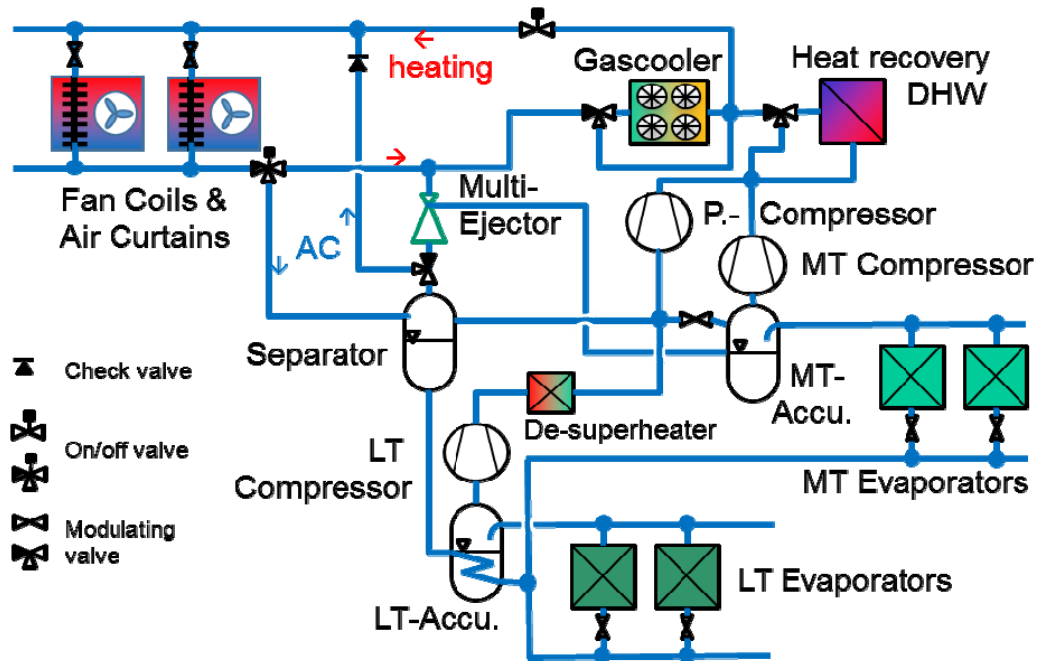 heating
Gascooler
Heat recovery
DHW
Fan Coils &
Air Curtains
AC
Multi-
Ejector
P.- Compressor
MT Compressor
Separator
MT-
Accu.
De-superheater
Check valve
On/off valve
Modulating
valve
LT
Compressor
MT Evaporators
LT Evaporators
LT-Accu.